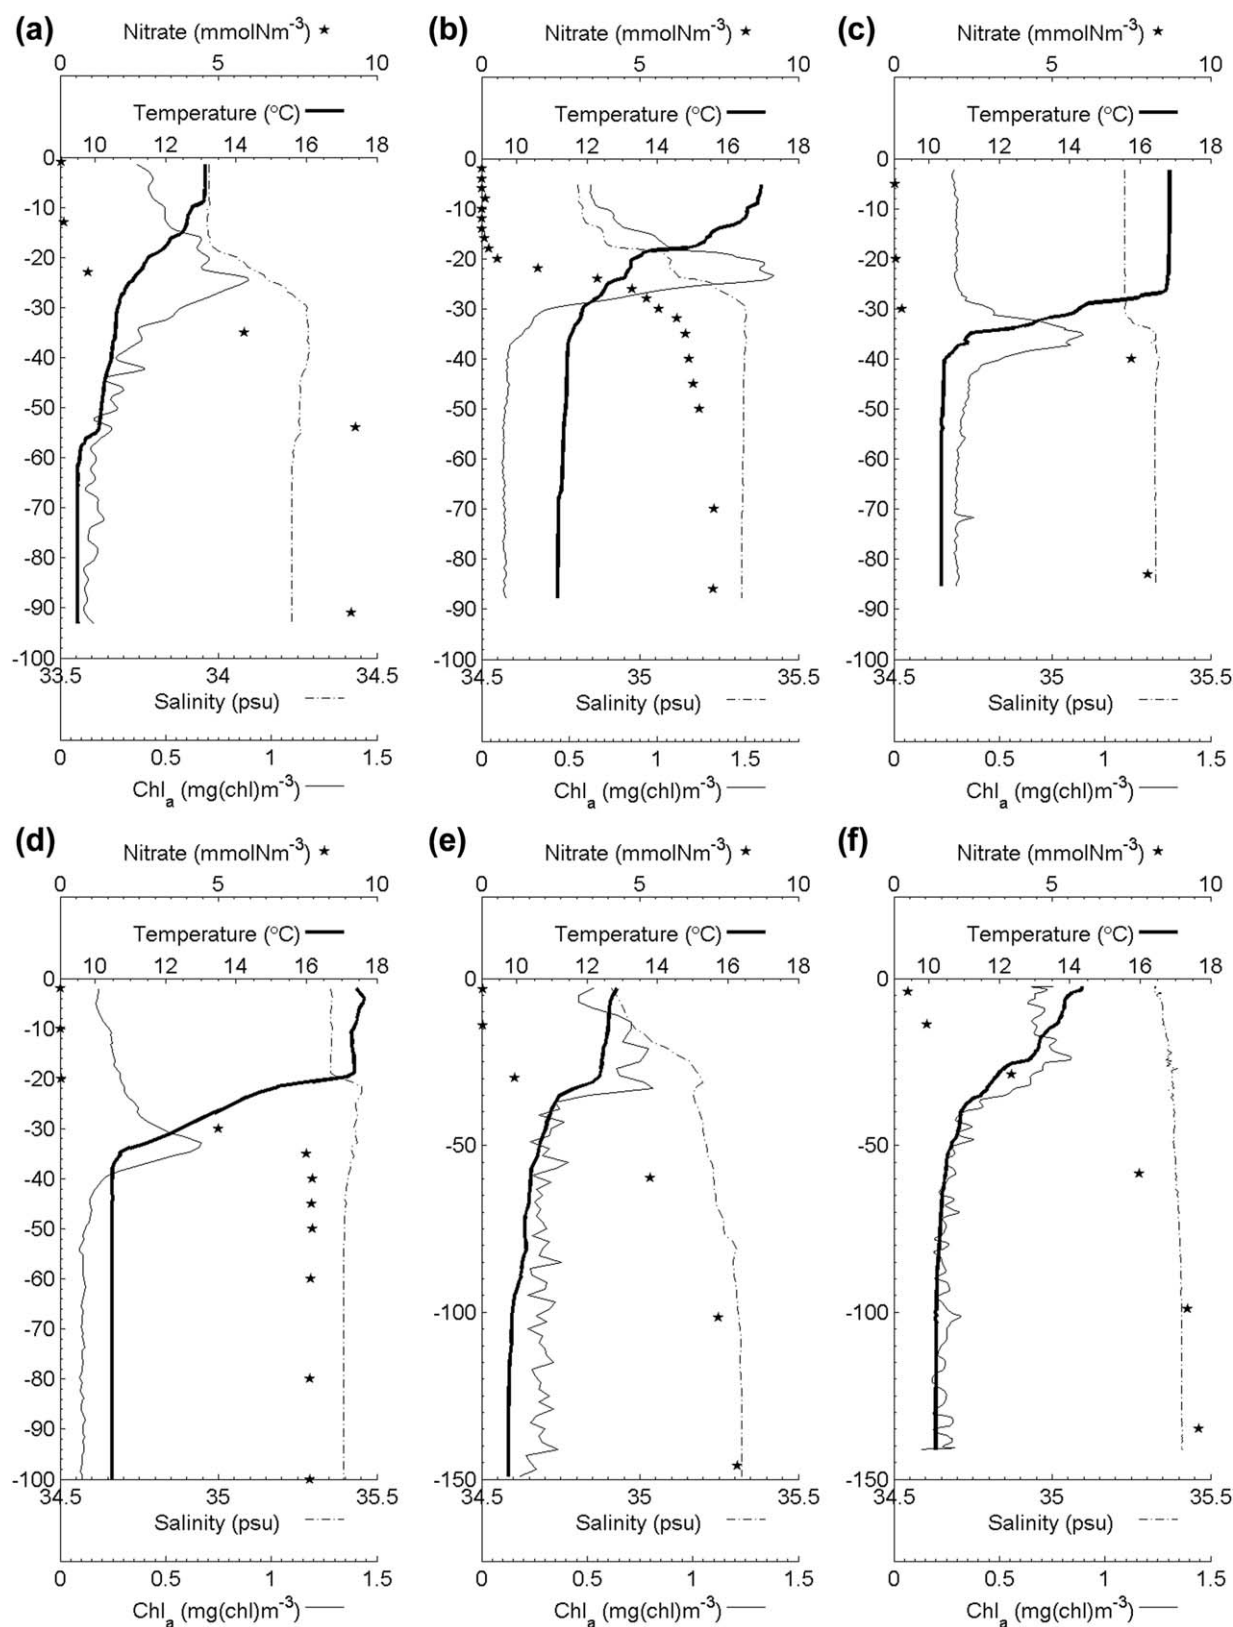 (a)
Nitrate (mmolNm⁻³) ★
0 5 10
Temperature (°C)
10 12 14 16 18
0
-10
-20
-30
-40
-50
-60
-70
-80
-90
-100
33.5 34 34.5
Salinity (psu)
0 0.5 1 1.5
Chlₐ (mg(chl)m⁻³)
(b)
Nitrate (mmolNm⁻³) ★
0 5 10
Temperature (°C)
10 12 14 16 18
0
-10
-20
-30
-40
-50
-60
-70
-80
-90
-100
34.5 35 35.5
Salinity (psu)
0 0.5 1 1.5
Chlₐ (mg(chl)m⁻³)
(c)
Nitrate (mmolNm⁻³) ★
0 5 10
Temperature (°C)
10 12 14 16 18
0
-10
-20
-30
-40
-50
-60
-70
-80
-90
-100
34.5 35 35.5
Salinity (psu)
0 0.5 1 1.5
Chlₐ (mg(chl)m⁻³)
(d)
Nitrate (mmolNm⁻³) ★
0 5 10
Temperature (°C)
10 12 14 16 18
0
-10
-20
-30
-40
-50
-60
-70
-80
-90
-100
34.5 35 35.5
Salinity (psu)
0 0.5 1 1.5
Chlₐ (mg(chl)m⁻³)
(e)
Nitrate (mmolNm⁻³) ★
0 5 10
Temperature (°C)
10 12 14 16 18
0
-50
-100
-150
34.5 35 35.5
Salinity (psu)
0 0.5 1 1.5
Chlₐ (mg(chl)m⁻³)
(f)
Nitrate (mmolNm⁻³) ★
0 5 10
Temperature (°C)
10 12 14 16 18
0
-50
-100
-150
34.5 35 35.5
Salinity (psu)
0 0.5 1 1.5
Chlₐ (mg(chl)m⁻³)